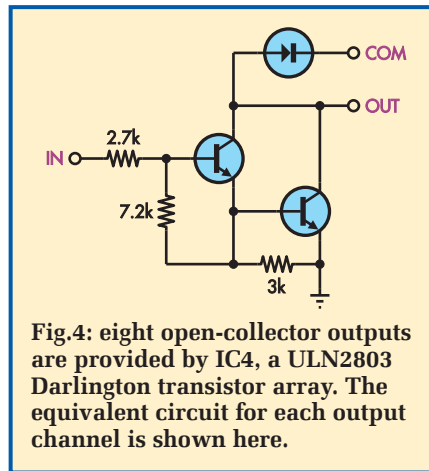 COM
OUT
2.7k
IN
7.2k
3k
Fig.4: eight open-collector outputs
are provided by IC4, a ULN2803
Darlington transistor array. The
equivalent circuit for each output
channel is shown here.